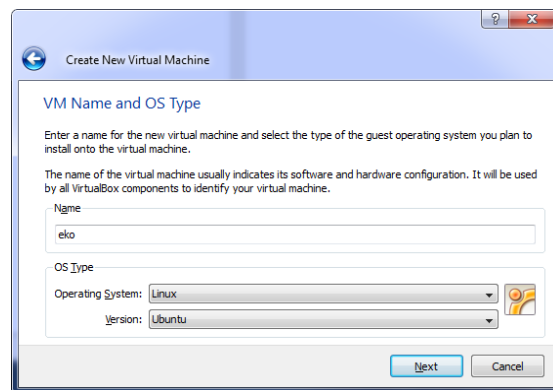 Create New Virtual Machine
VM Name and OS Type
Enter a name for the new virtual machine and select the type of the guest operating system you plan to
install onto the virtual machine.
The name of the virtual machine usually indicates its software and hardware configuration. It will be used
by all VirtualBox components to identify your virtual machine.
Name
eko
OS Type
Operating System: Linux
Version: Ubuntu
Next Cancel